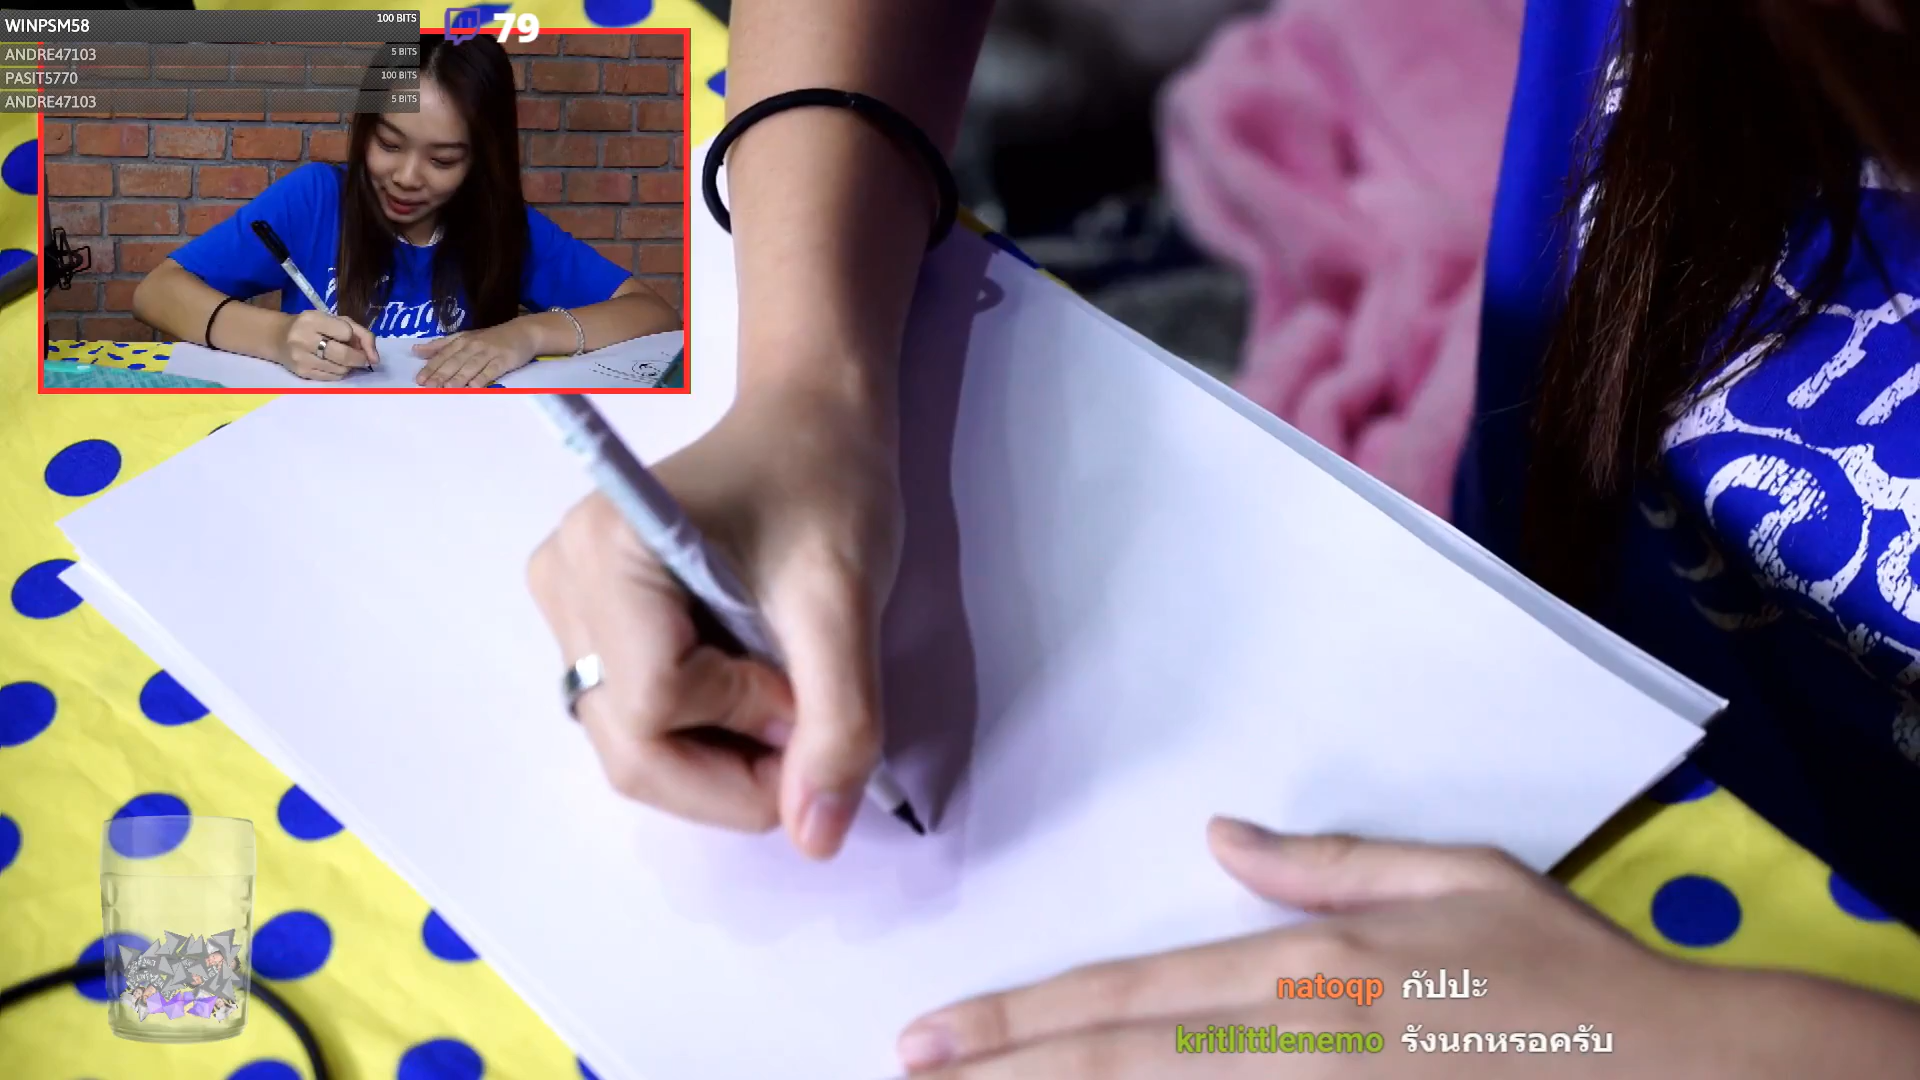 WINPSM58 100 BITS
ANDRE47103 5 BITS
PASIT5770 100 BITS
ANDRE47103 5 BITS
79
natoqp กัปปะ
kritlittlenemo รังนกหรอครับ